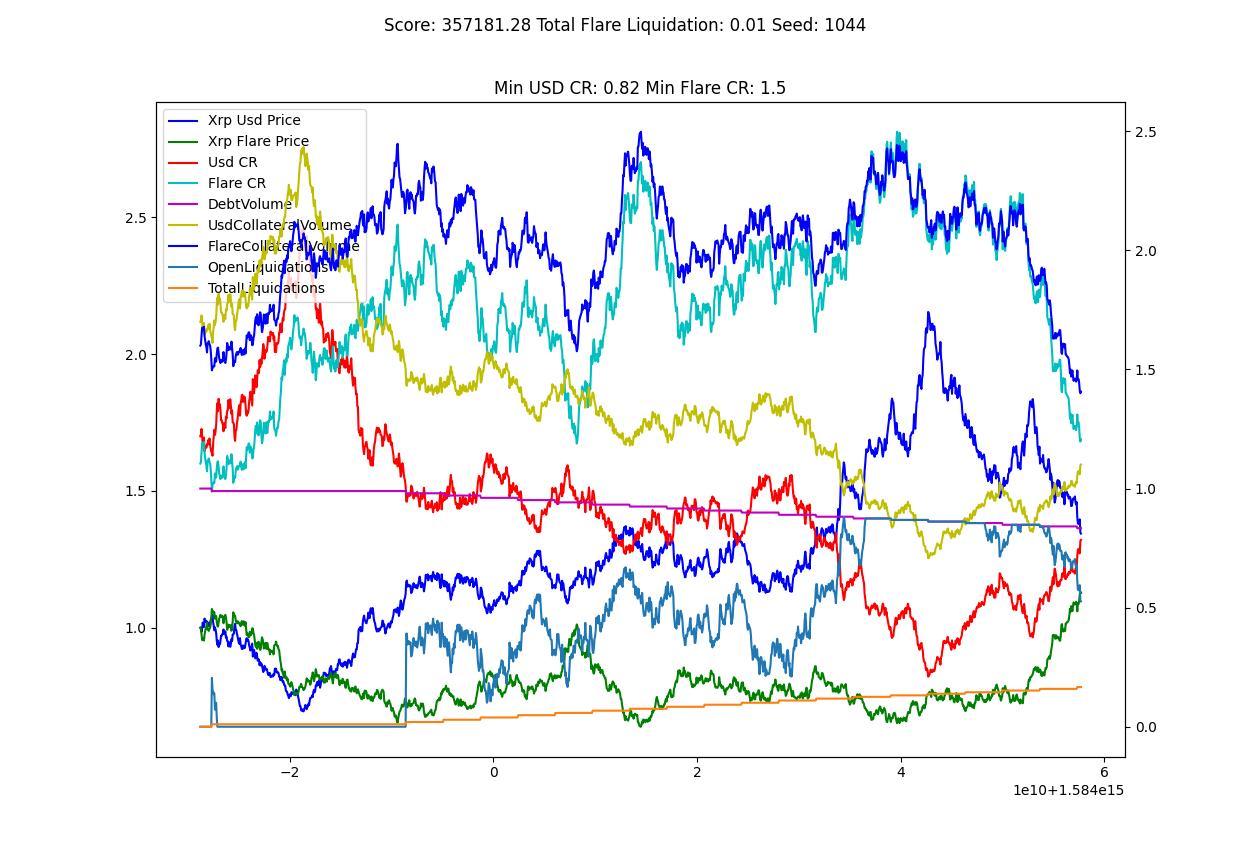 Score: 357181.28 Total Flare Liquidation: 0.01 Seed: 1044
Min USD CR: 0.82 Min Flare CR: 1.5
Xrp Usd Price
Xrp Flare Price
Usd CR
Flare CR
DebtVolume
UsdCollateralVolume
FlareCollateralVolume
OpenLiquidations
TotalLiquidations
2.5
2.0
1.5
1.0
2.5
2.0
1.5
1.0
0.5
0.0
−2
0
2
4
6
1e10+1.584e15